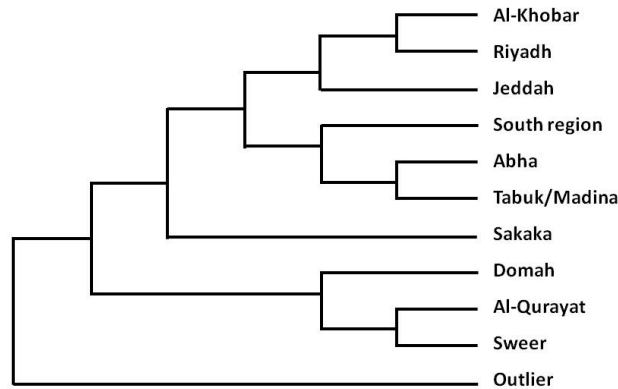 Al-Khobar
Riyadh
Jeddah
South region
Abha
Tabuk/Madina
Sakaka
Domah
Al-Qurayat
Sweer
Outlier